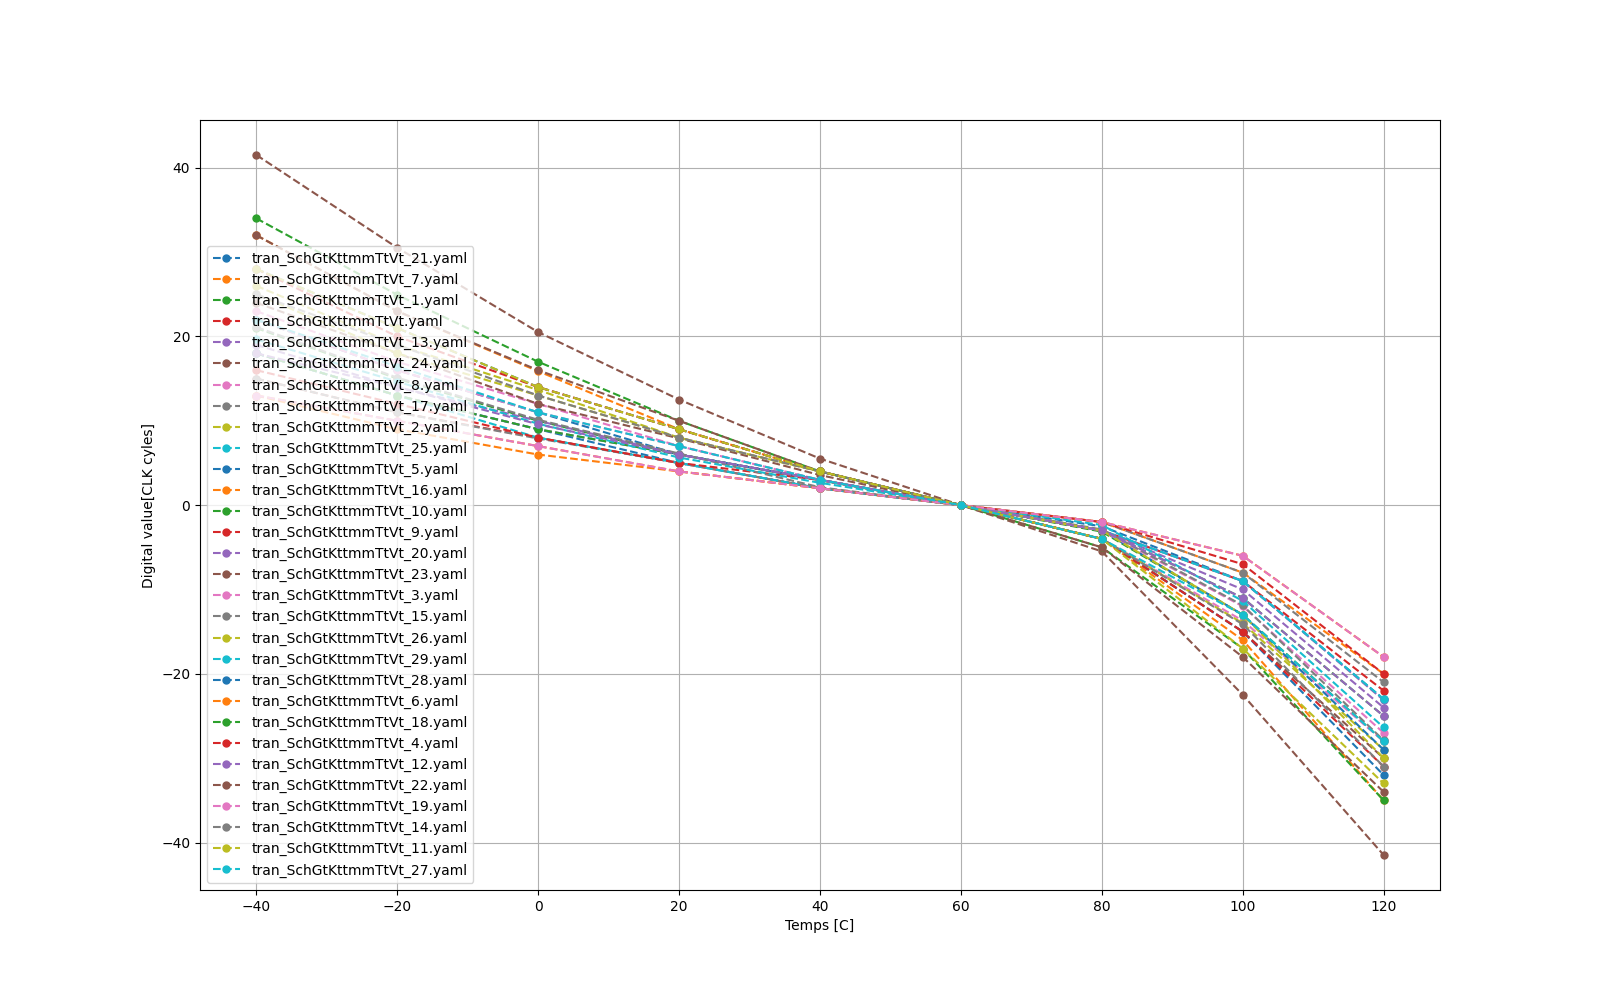 40
20
0
−20
−40
Digital value[CLK cyles]
tran_SchGtKttmmTtVt_21.yaml
tran_SchGtKttmmTtVt_7.yaml
tran_SchGtKttmmTtVt_1.yaml
tran_SchGtKttmmTtVt.yaml
tran_SchGtKttmmTtVt_13.yaml
tran_SchGtKttmmTtVt_24.yaml
tran_SchGtKttmmTtVt_8.yaml
tran_SchGtKttmmTtVt_17.yaml
tran_SchGtKttmmTtVt_2.yaml
tran_SchGtKttmmTtVt_25.yaml
tran_SchGtKttmmTtVt_5.yaml
tran_SchGtKttmmTtVt_16.yaml
tran_SchGtKttmmTtVt_10.yaml
tran_SchGtKttmmTtVt_9.yaml
tran_SchGtKttmmTtVt_20.yaml
tran_SchGtKttmmTtVt_23.yaml
tran_SchGtKttmmTtVt_3.yaml
tran_SchGtKttmmTtVt_15.yaml
tran_SchGtKttmmTtVt_26.yaml
tran_SchGtKttmmTtVt_29.yaml
tran_SchGtKttmmTtVt_28.yaml
tran_SchGtKttmmTtVt_6.yaml
tran_SchGtKttmmTtVt_18.yaml
tran_SchGtKttmmTtVt_4.yaml
tran_SchGtKttmmTtVt_12.yaml
tran_SchGtKttmmTtVt_22.yaml
tran_SchGtKttmmTtVt_19.yaml
tran_SchGtKttmmTtVt_14.yaml
tran_SchGtKttmmTtVt_11.yaml
tran_SchGtKttmmTtVt_27.yaml
−40 −20 0 20 40 60 80 100 120
Temps [C]